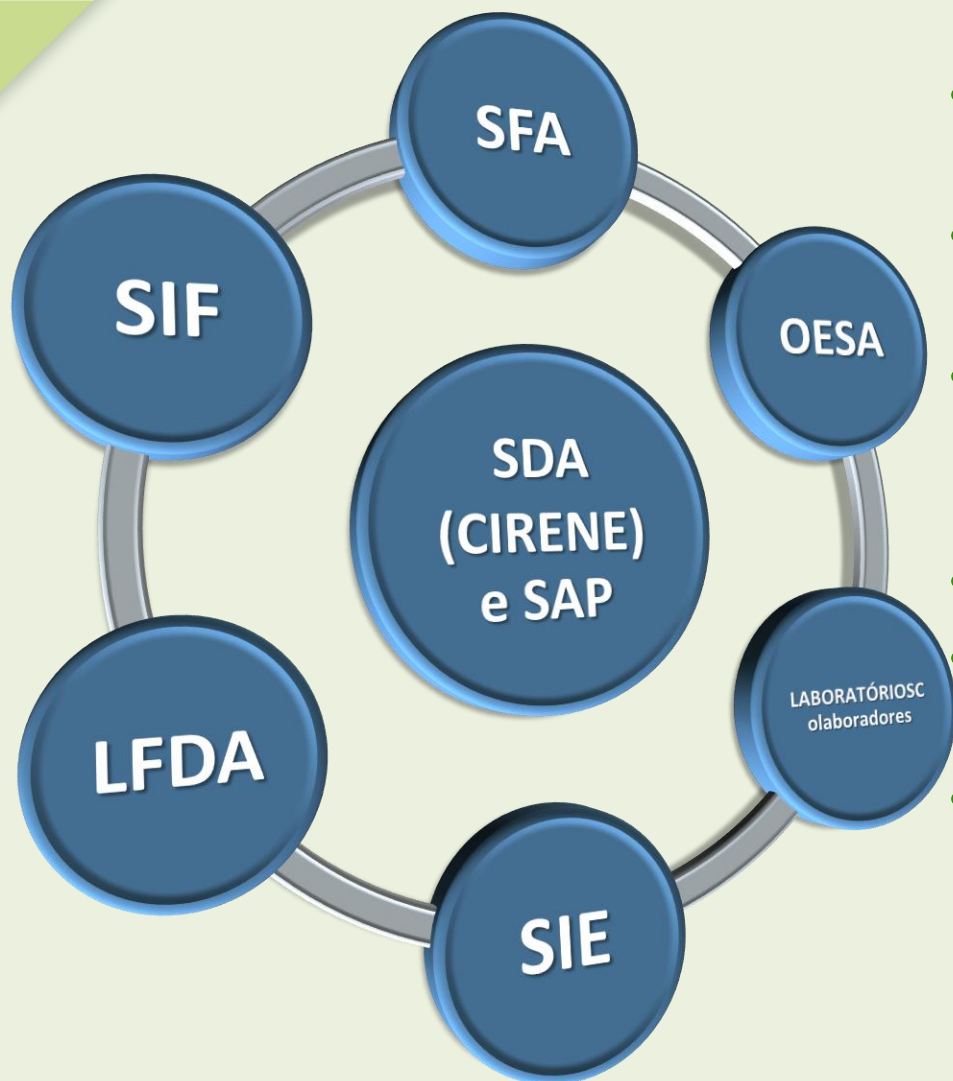 SFA
SIF
OESA
SDA
(CIRENE)
e SAP
LABORATÓRIOSC
olaboradores
LFDA
SIE